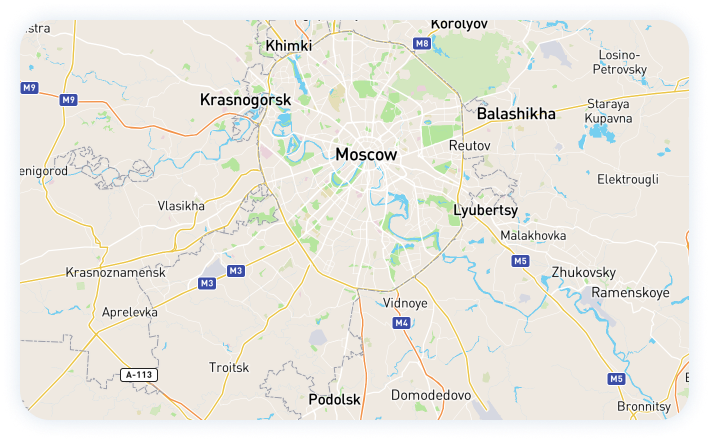 Korolyov
stra
Khimki
M8
Losino-
Petrovsky
M9
M9
Krasnogorsk
Balashikha
Staraya
Kupavna
Reutov
Moscow
enigorod
Elektrougli
Vlasikha
Lyubertsy
Malakhovka
M5
Krasnoznamensk
M3
M3
Zhukovsky
Ramenskoye
Vidnoye
Aprelevka
M4
Troitsk
A-113
M5
Podolsk
Domodedovo
Bronnitsy